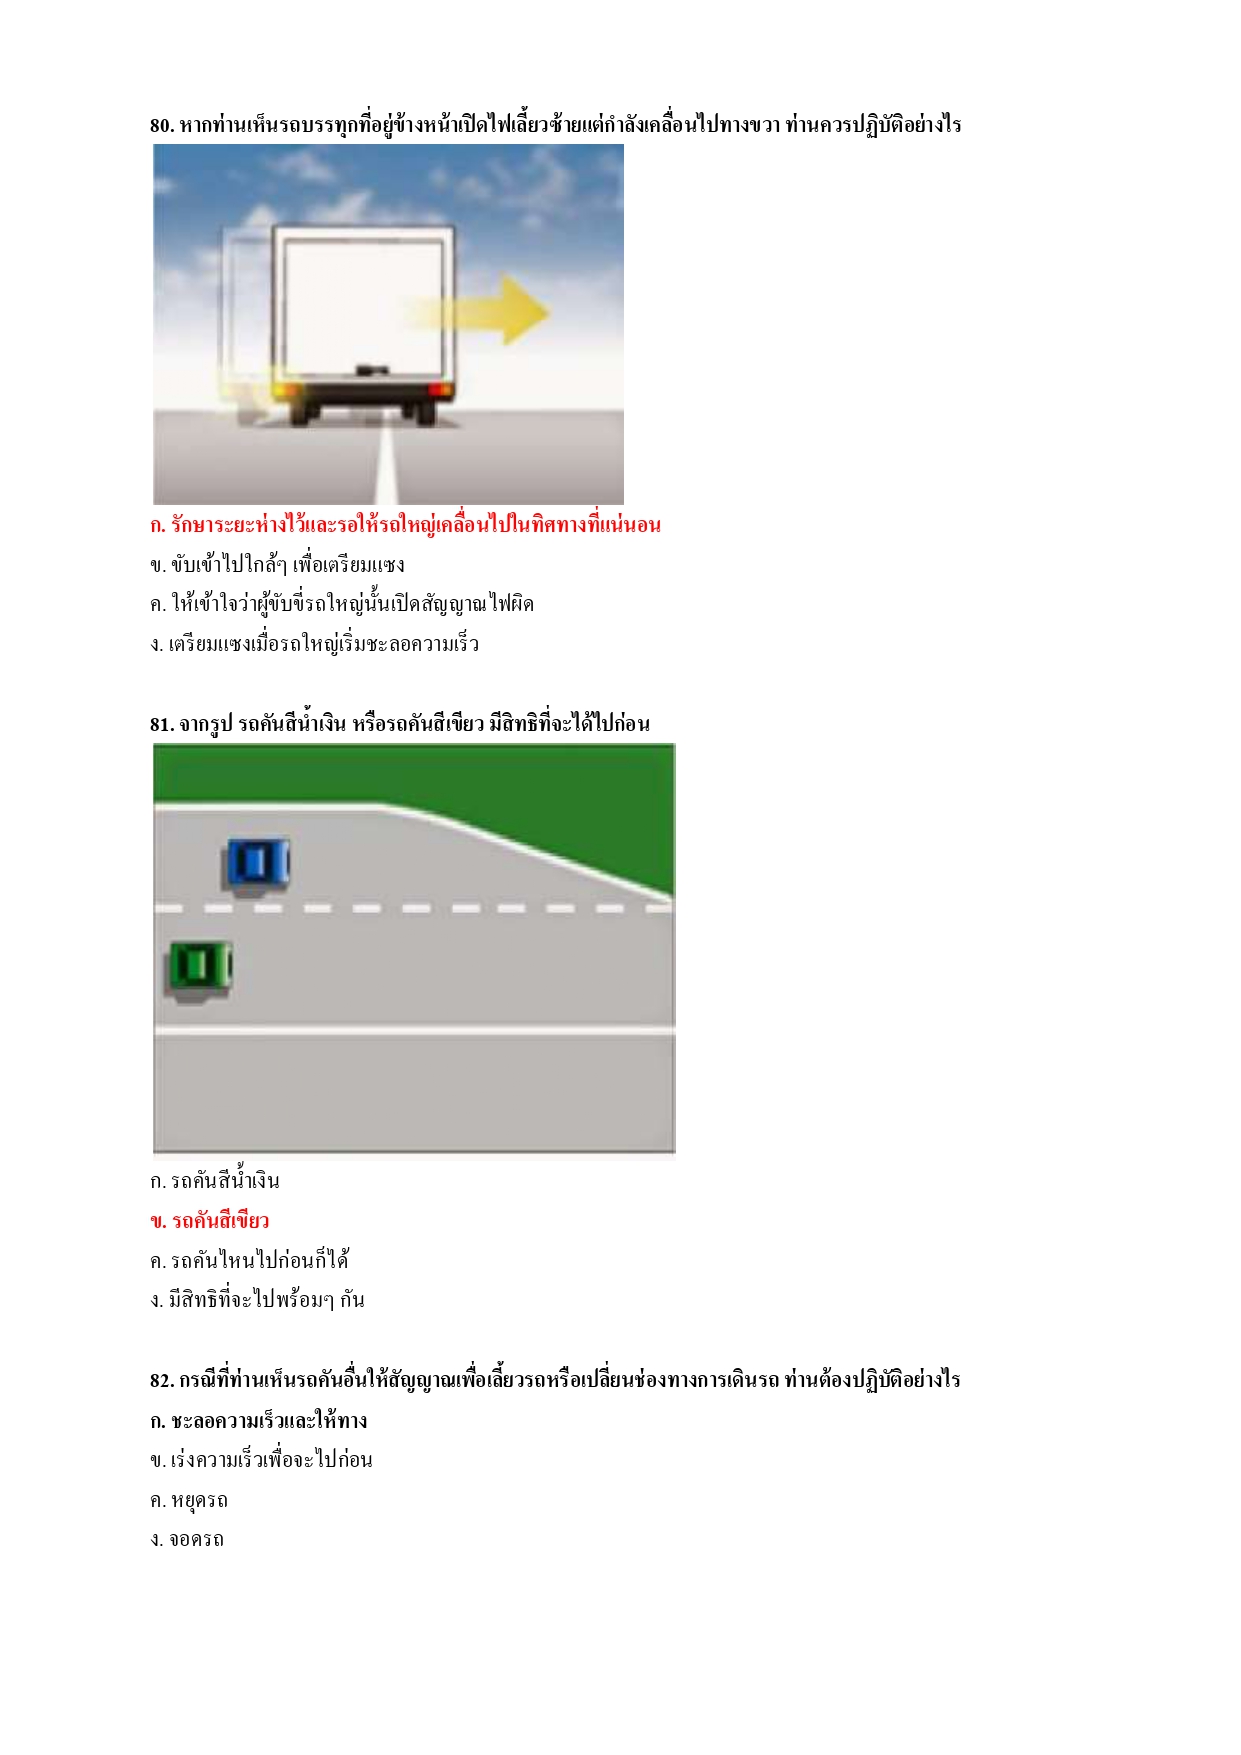 80. หากท่านเห็นรถบรรทุกที่อยู่ข้างหน้าเปิดไฟเลี้ยวซ้ายแต่กำลังเคลื่อนไปทางขวา ท่านควรปฏิบัติอย่างไร
ก. รักษาระยะห่างไว้และรอให้รถใหญ่เคลื่อนไปในทิศทางที่แน่นอน
ข. ขับเข้าไปใกล้ๆ เพื่อเตรียมแซง
ค. ให้เข้าใจว่าผู้ขับขี่รถใหญ่นั้นเปิดสัญญาณไฟผิด
ง. เตรียมแซงเมื่อรถใหญ่เริ่มชะลอความเร็ว
81. จากรูป รถคันสีน้ำเงิน หรือรถคันสีเขียว มีสิทธิที่จะได้ไปก่อน
ก. รถคันสีน้ำเงิน
ข. รถคันสีเขียว
ค. รถคันไหนไปก่อนก็ได้
ง. มีสิทธิที่จะไปพร้อมๆ กัน
82. กรณีที่ท่านเห็นรถคันอื่นให้สัญญาณเพื่อเลี้ยวรถหรือเปลี่ยนช่องทางการเดินรถ ท่านต้องปฏิบัติอย่างไร
ก. ชะลอความเร็วและให้ทาง
ข. เร่งความเร็วเพื่อจะไปก่อน
ค. หยุดรถ
ง. จอดรถ